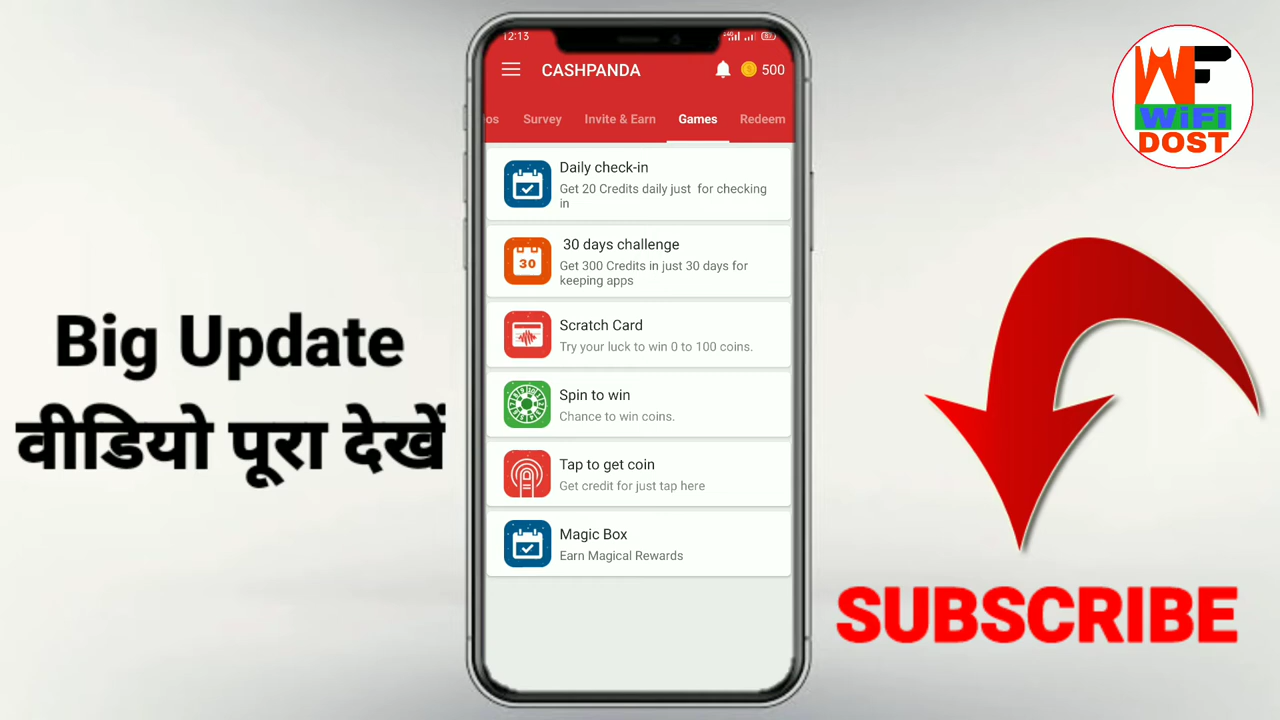 12:13
CASHPANDA
500
os
Survey
Invite & Earn
Games
Redeem
Daily check-in
Get 20 Credits daily just for checking
in
30 days challenge
30
Get 300 Credits in just 30 days for
keeping apps
Scratch Card
Try your luck to win 0 to 100 coins.
Spin to win
Chance to win coins.
Tap to get coin
Get credit for just tap here
Magic Box
Earn Magical Rewards
Big Update
वीडियो पूरा देखें
WF
WiFi
DOST
SUBSCRIBE